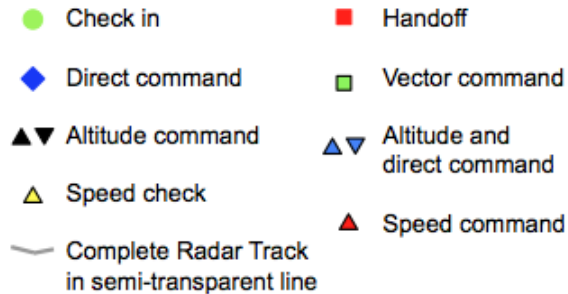 Check in
Direct command
Altitude command
Speed check
Complete Radar Track
in semi-transparent line
Handoff
Vector command
Altitude and
direct command
Speed command